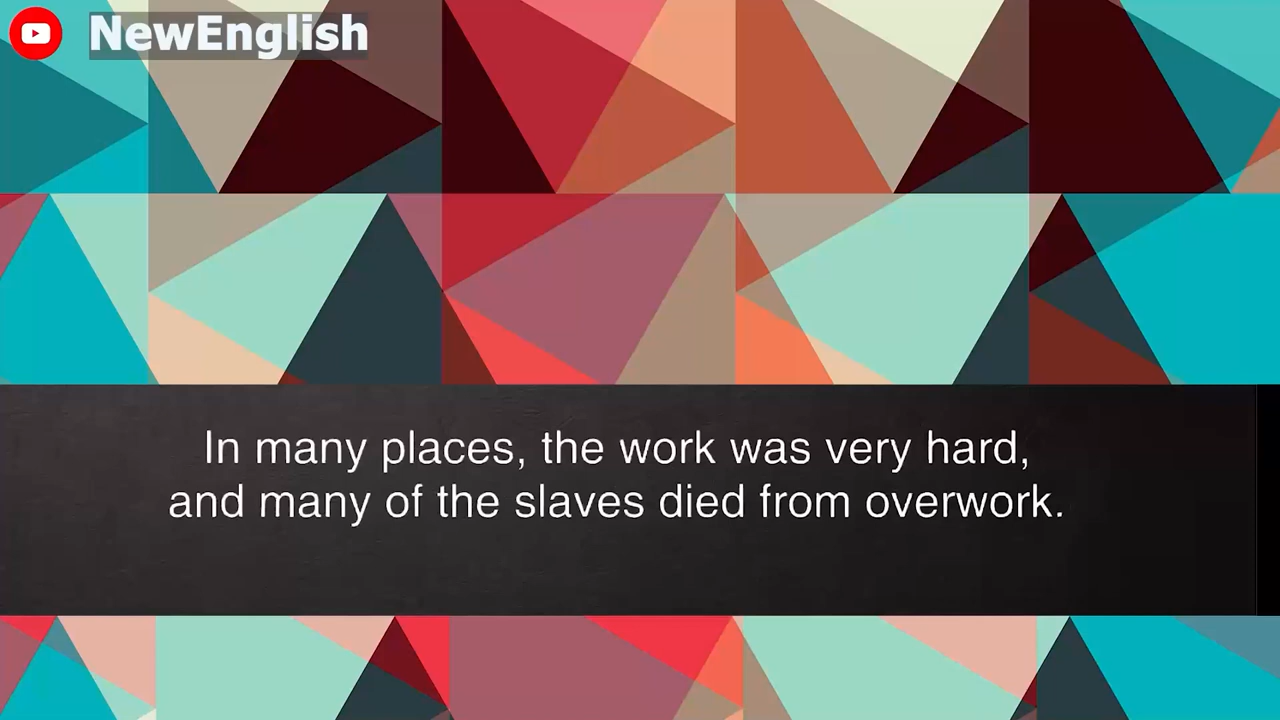 NewEnglish
In many places, the work was very hard,
and many of the slaves died from overwork.